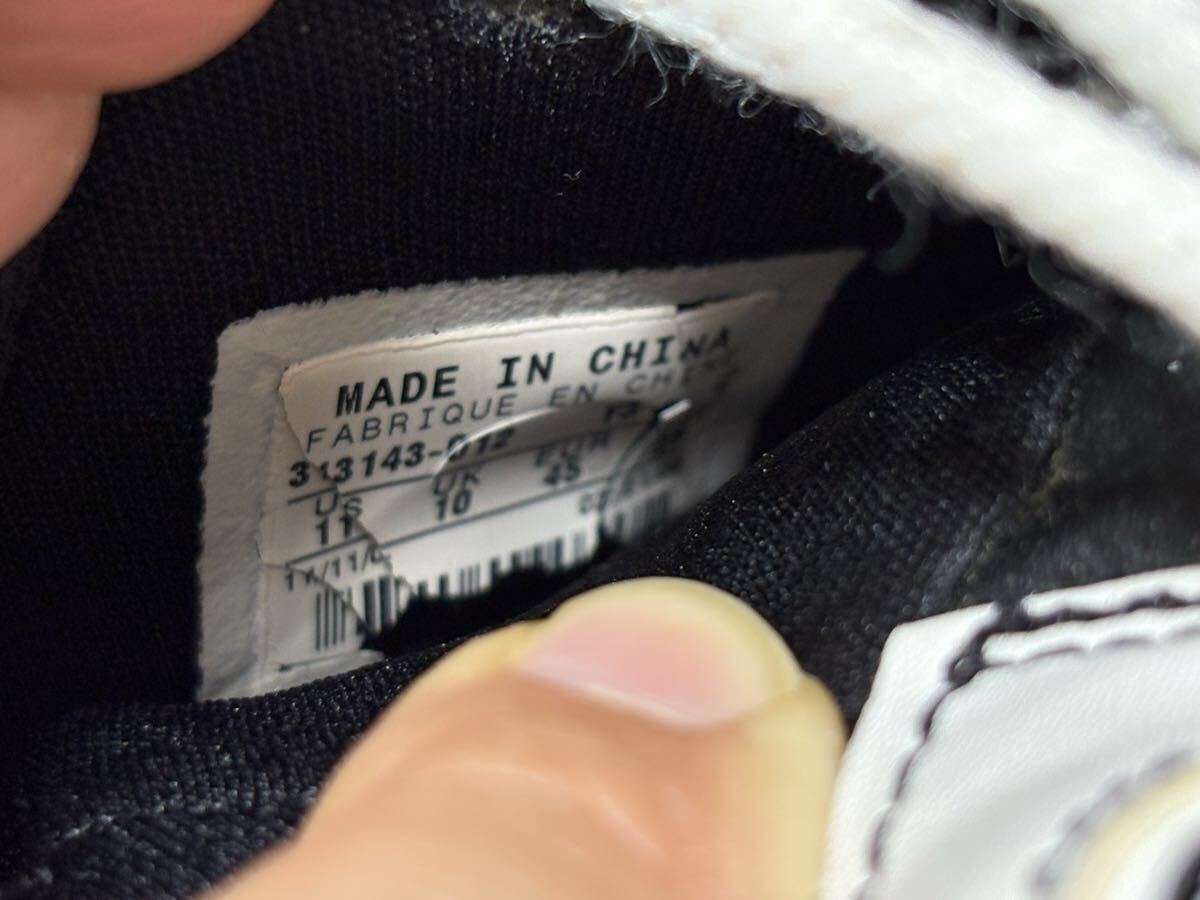 MADE IN CHINA
FABRIQUE EN CHINE
313143-012
US UK EUR
11 10 45